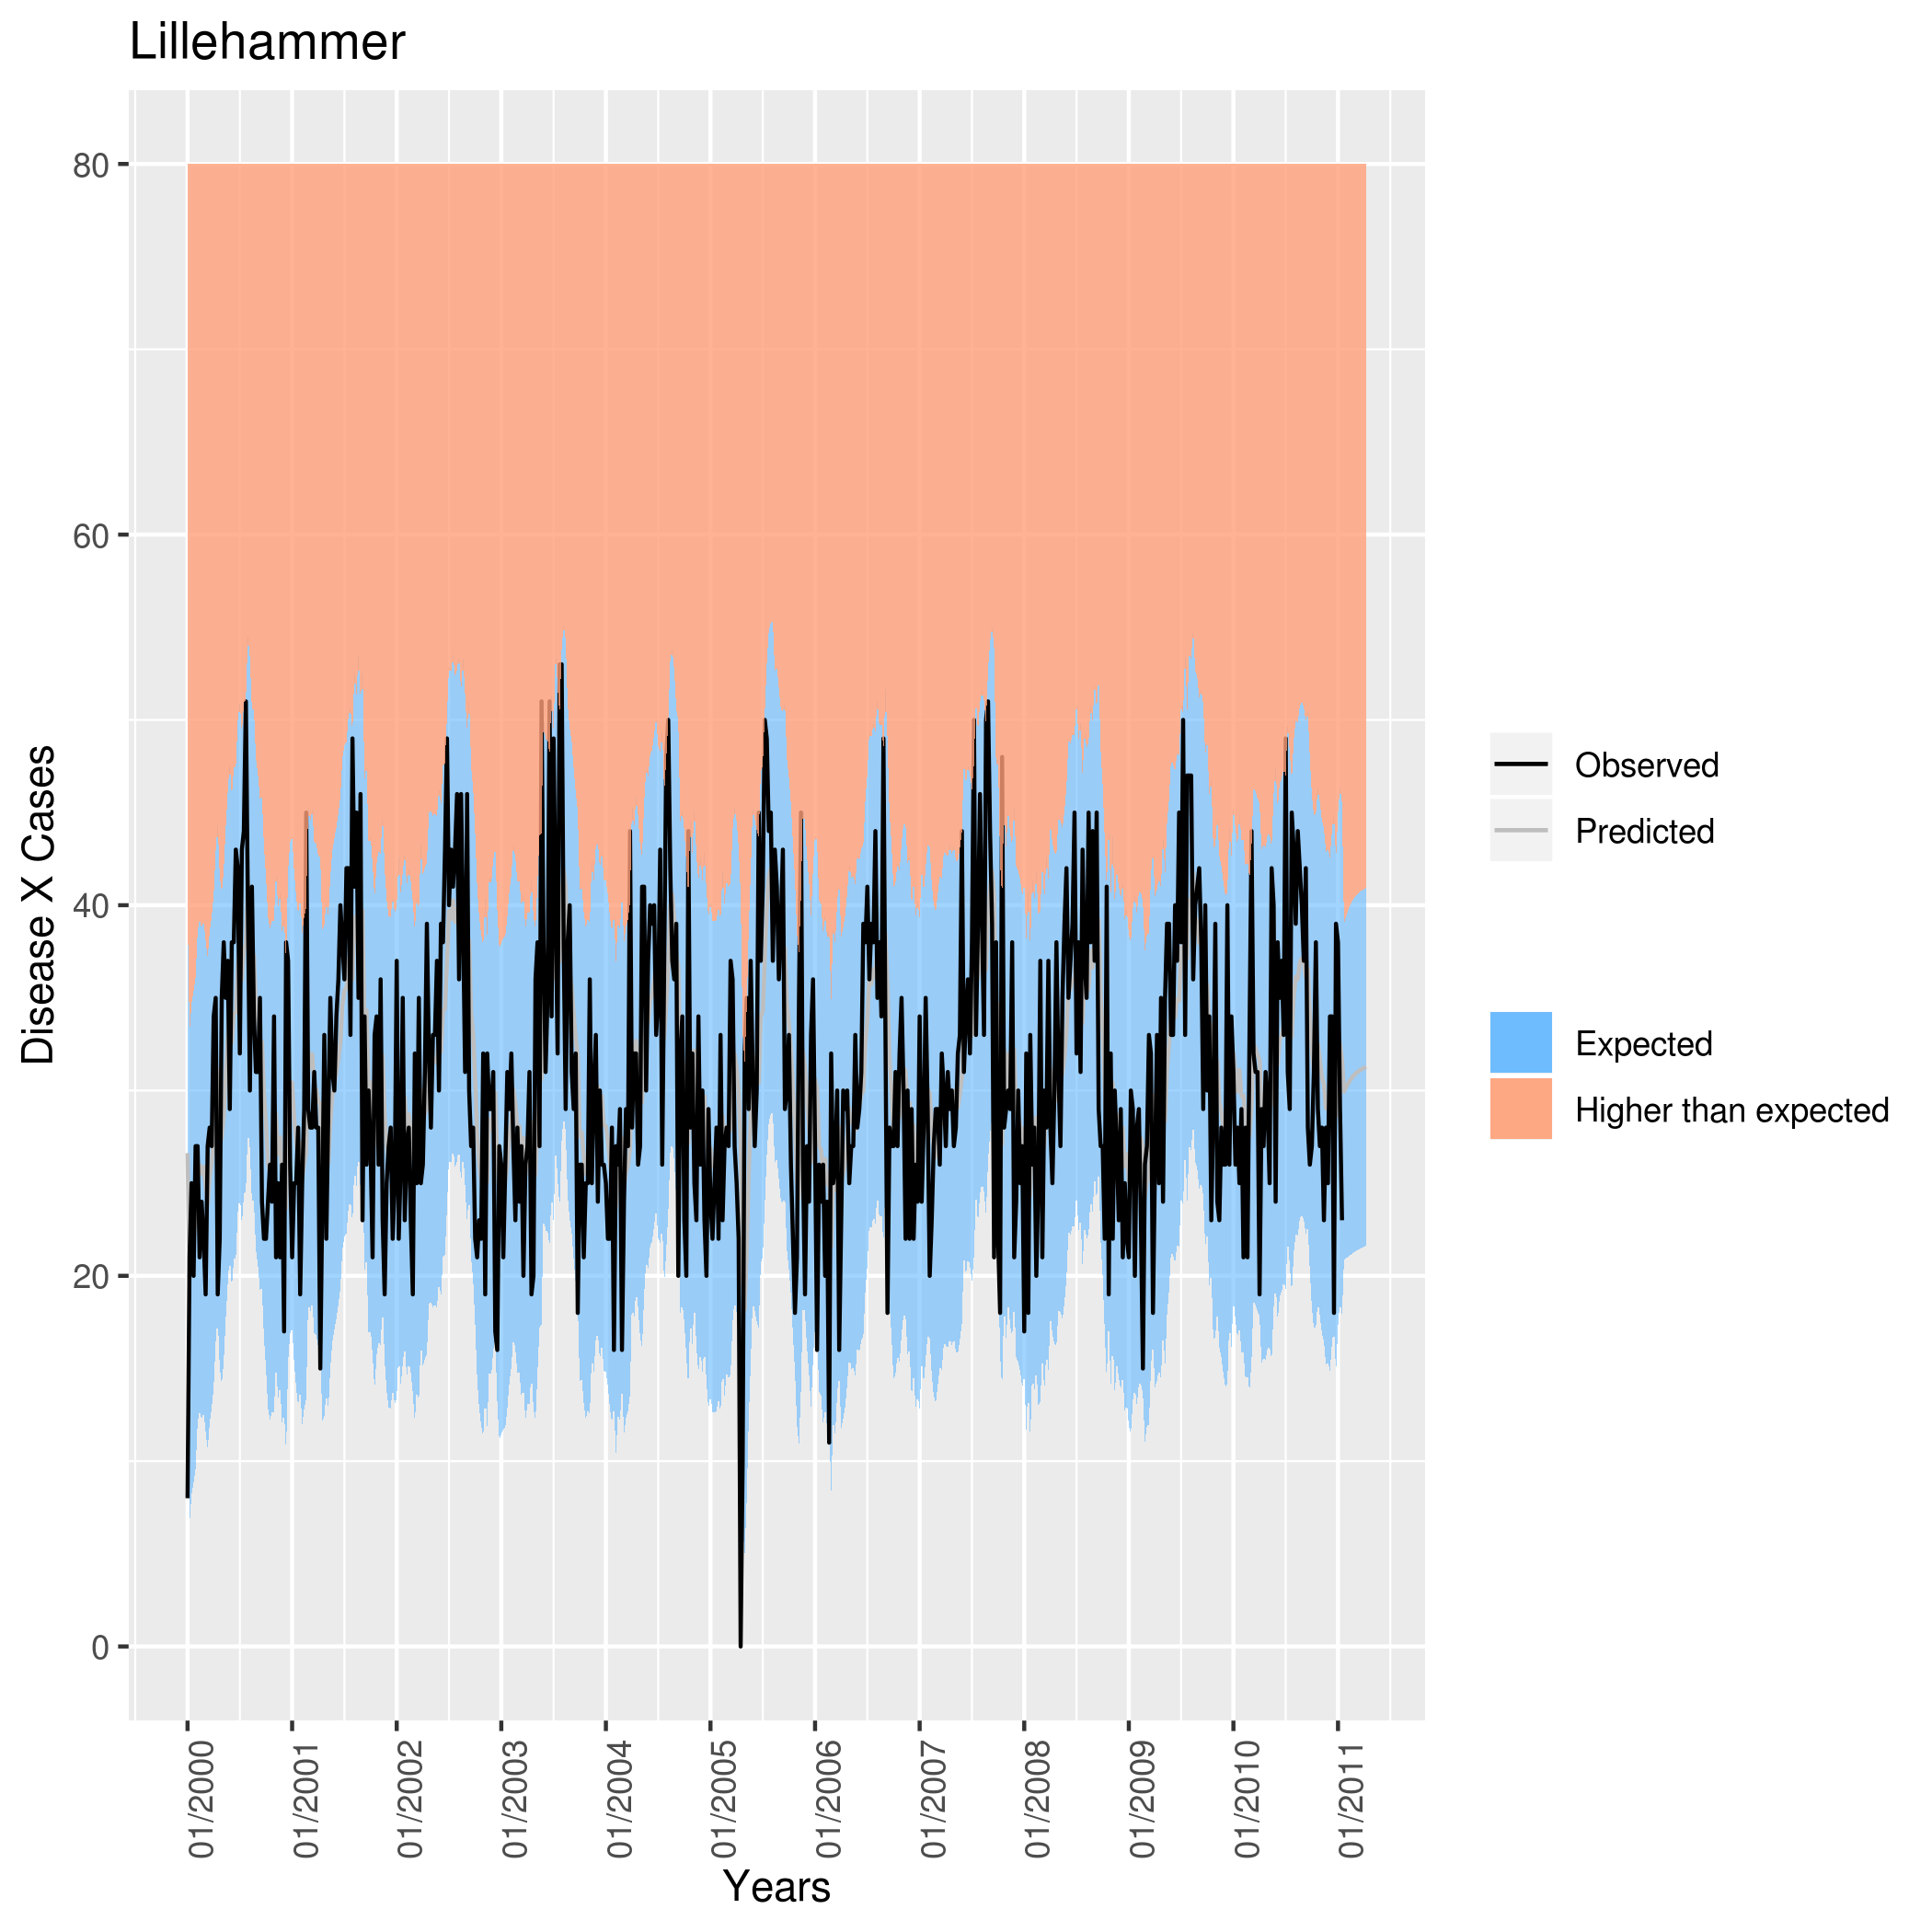 Lillehammer
Disease X Cases
80
60
40
20
0
01/2000
01/2001
01/2002
01/2003
01/2004
01/2005
01/2006
01/2007
01/2008
01/2009
01/2010
01/2011
Years
Observed
Predicted
Expected
Higher than expected